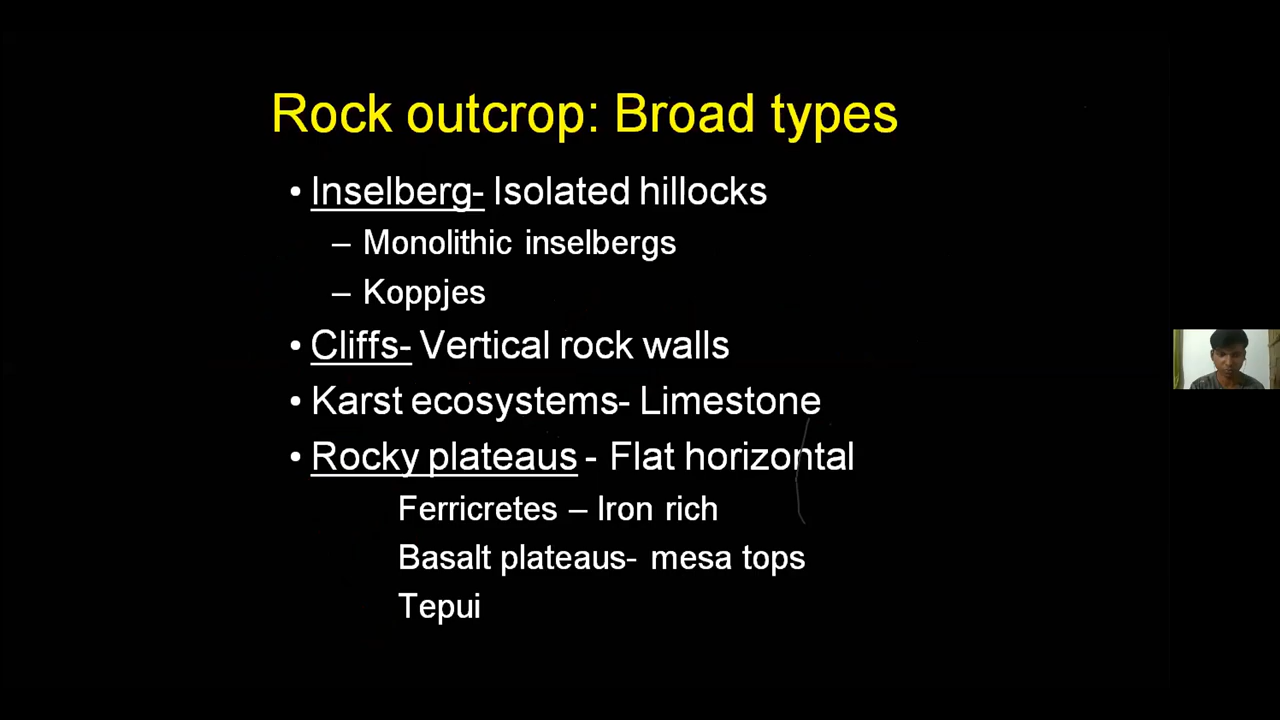 Rock outcrop: Broad types
• Inselberg- Isolated hillocks
– Monolithic inselbergs
– Koppjes
• Cliffs- Vertical rock walls
• Karst ecosystems- Limestone
• Rocky plateaus - Flat horizontal
Ferricretes – Iron rich
Basalt plateaus- mesa tops
Tepui